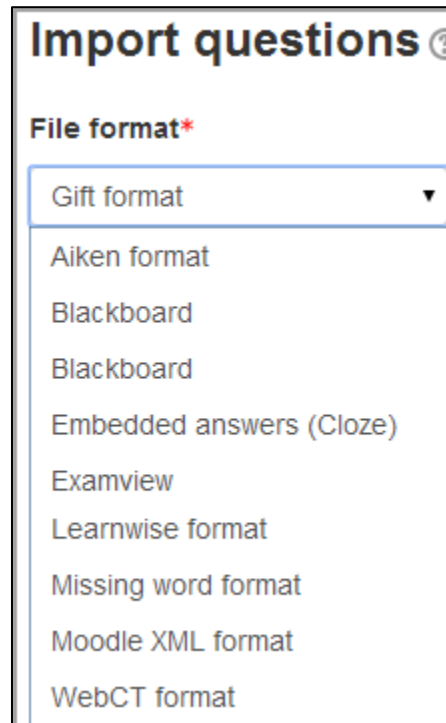 Import questions
File format*
Gift format
Aiken format
Blackboard
Blackboard
Embedded answers (Cloze)
Examview
Learnwise format
Missing word format
Moodle XML format
WebCT format